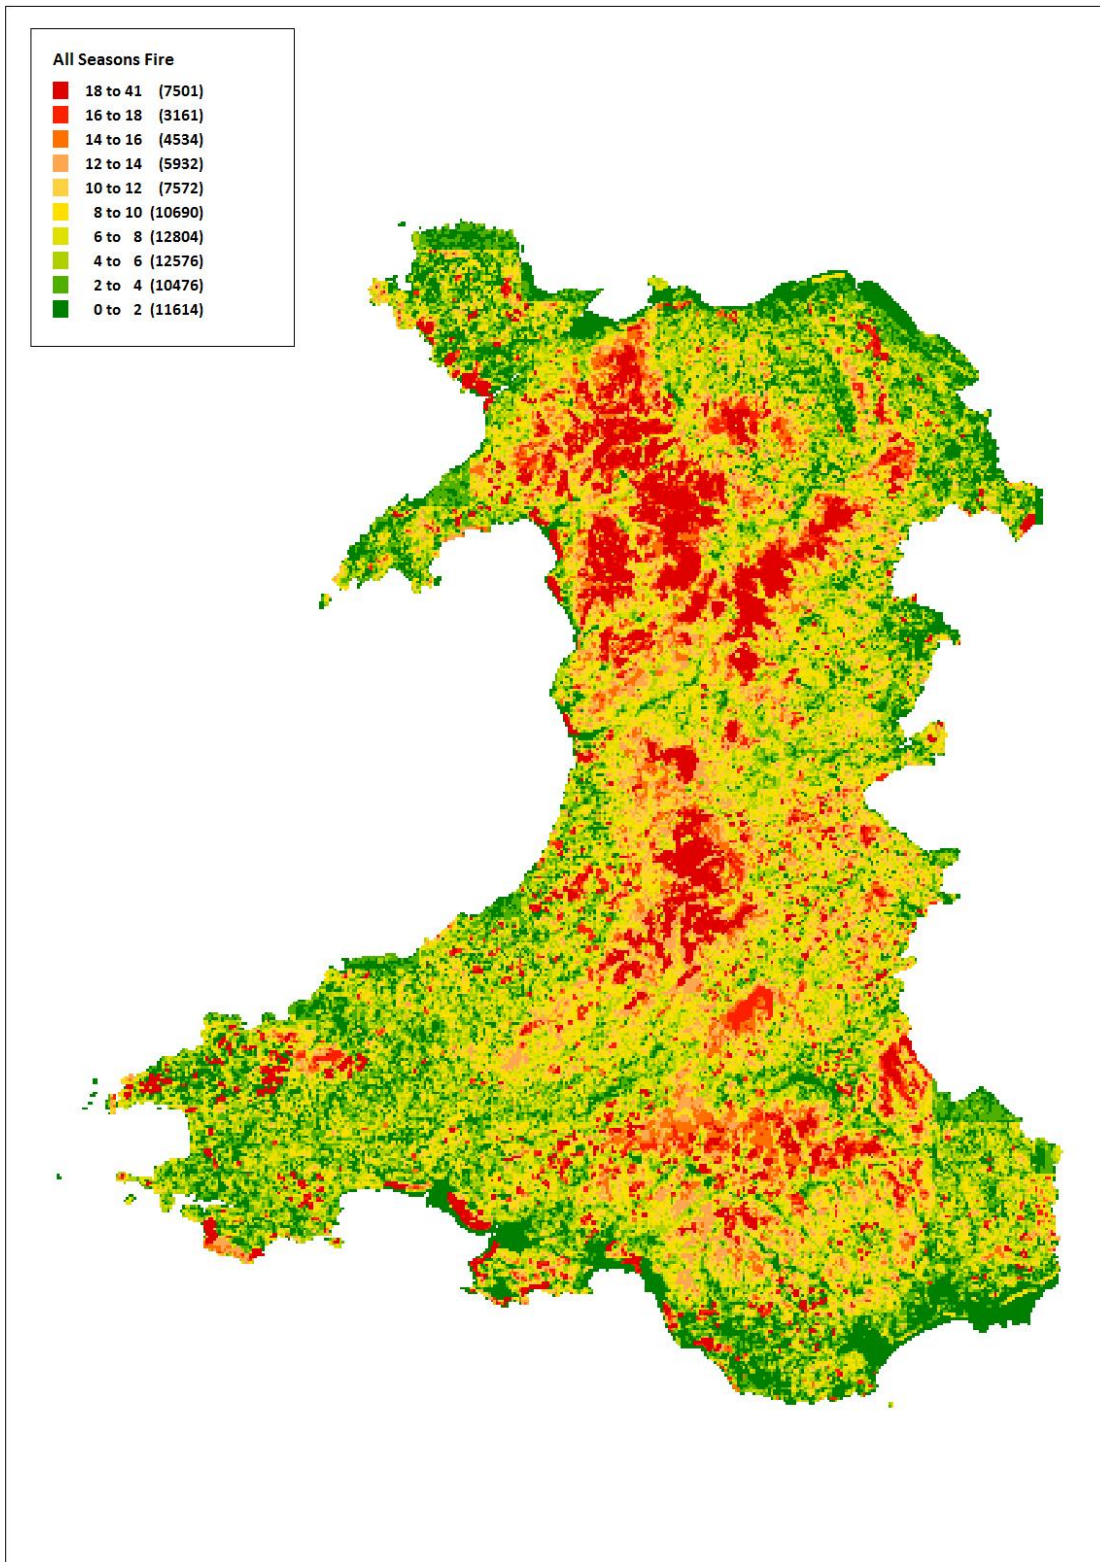 All Seasons Fire
18 to 41 (7501)
16 to 18 (3161)
14 to 16 (4534)
12 to 14 (5932)
10 to 12 (7572)
8 to 10 (10690)
6 to 8 (12804)
4 to 6 (12576)
2 to 4 (10476)
0 to 2 (11614)